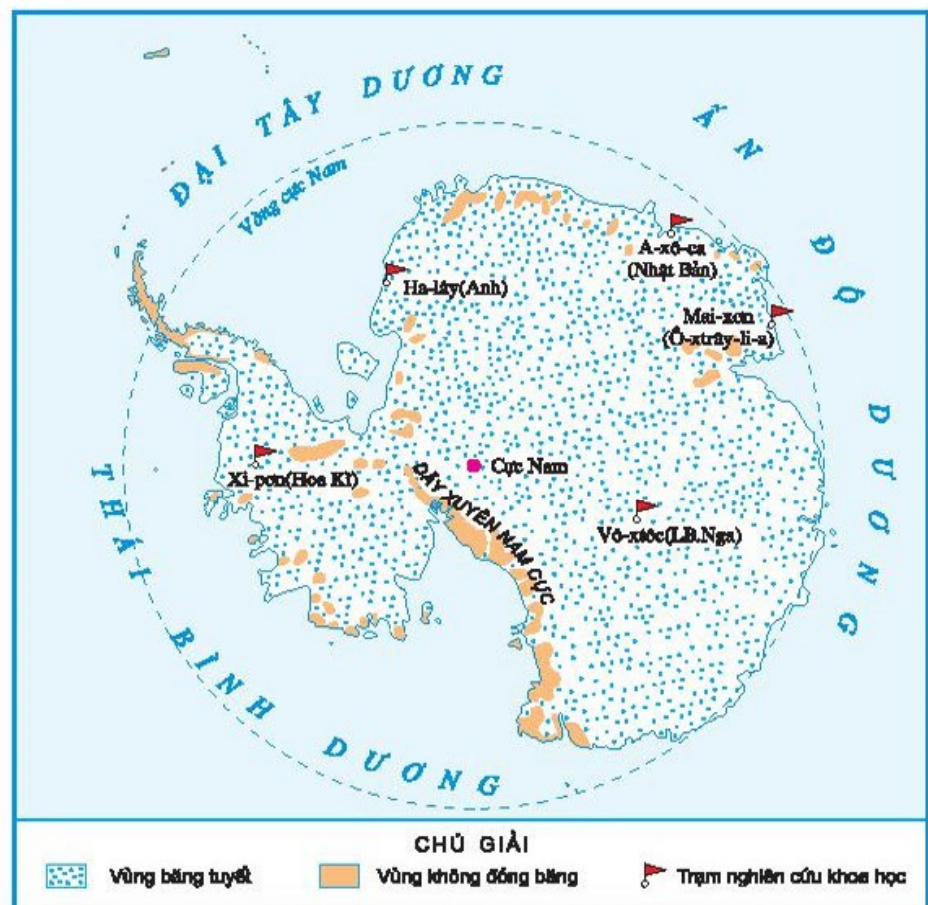 ĐẠI TÂY DƯƠNG
ẤN ĐỘ DƯƠNG
Vòng cực Nam
A-xô-ca
(Nhật Bản)
Ha-lây(Anh)
Mai-xơn
(Ô-xtrây-li-a)
Cực Nam
Xi-pơn(Hoa Kì)
DÃY XUYÊN NAM CỰC
Vô-xtốc(LB.Nga)
THÁI BÌNH DƯƠNG
CHÚ GIẢI
Vùng băng tuyết
Vùng không đóng băng
Trạm nghiên cứu khoa học